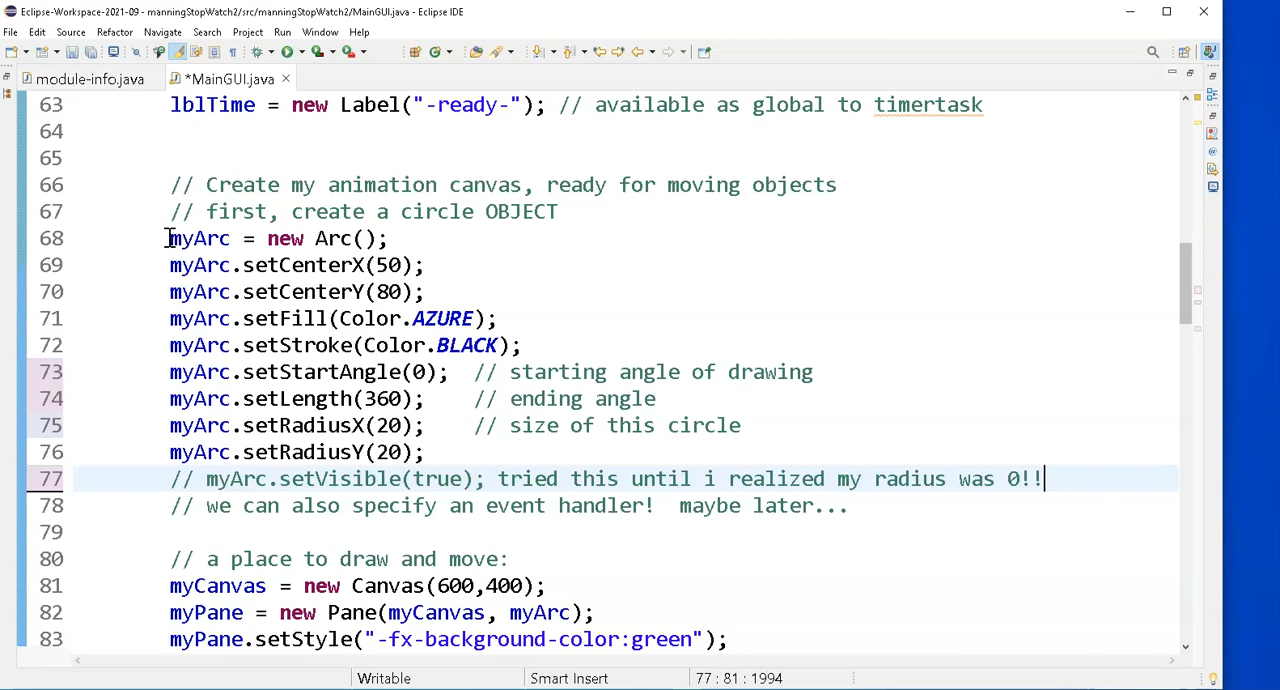 Eclipse-Workspace-2021-09 - manningStopWatch2/src/manningStopWatch2/MainGUI.java - Eclipse IDE
File Edit Source Refactor Navigate Search Project Run Window Help
module-info.java *MainGUI.java
63 lblTime = new Label("-ready-"); // available as global to timertask
64
65
66 // Create my animation canvas, ready for moving objects
67 // first, create a circle OBJECT
68 myArc = new Arc();
69 myArc.setCenterX(50);
70 myArc.setCenterY(80);
71 myArc.setFill(Color.AZURE);
72 myArc.setStroke(Color.BLACK);
73 myArc.setStartAngle(0); // starting angle of drawing
74 myArc.setLength(360); // ending angle
75 myArc.setRadiusX(20); // size of this circle
76 myArc.setRadiusY(20);
77 // myArc.setVisible(true); tried this until i realized my radius was 0!!
78 // we can also specify an event handler! maybe later...
79
80 // a place to draw and move:
81 myCanvas = new Canvas(600,400);
82 myPane = new Pane(myCanvas, myArc);
83 myPane.setStyle("-fx-background-color:green");
Writable Smart Insert 77 : 81 : 1994